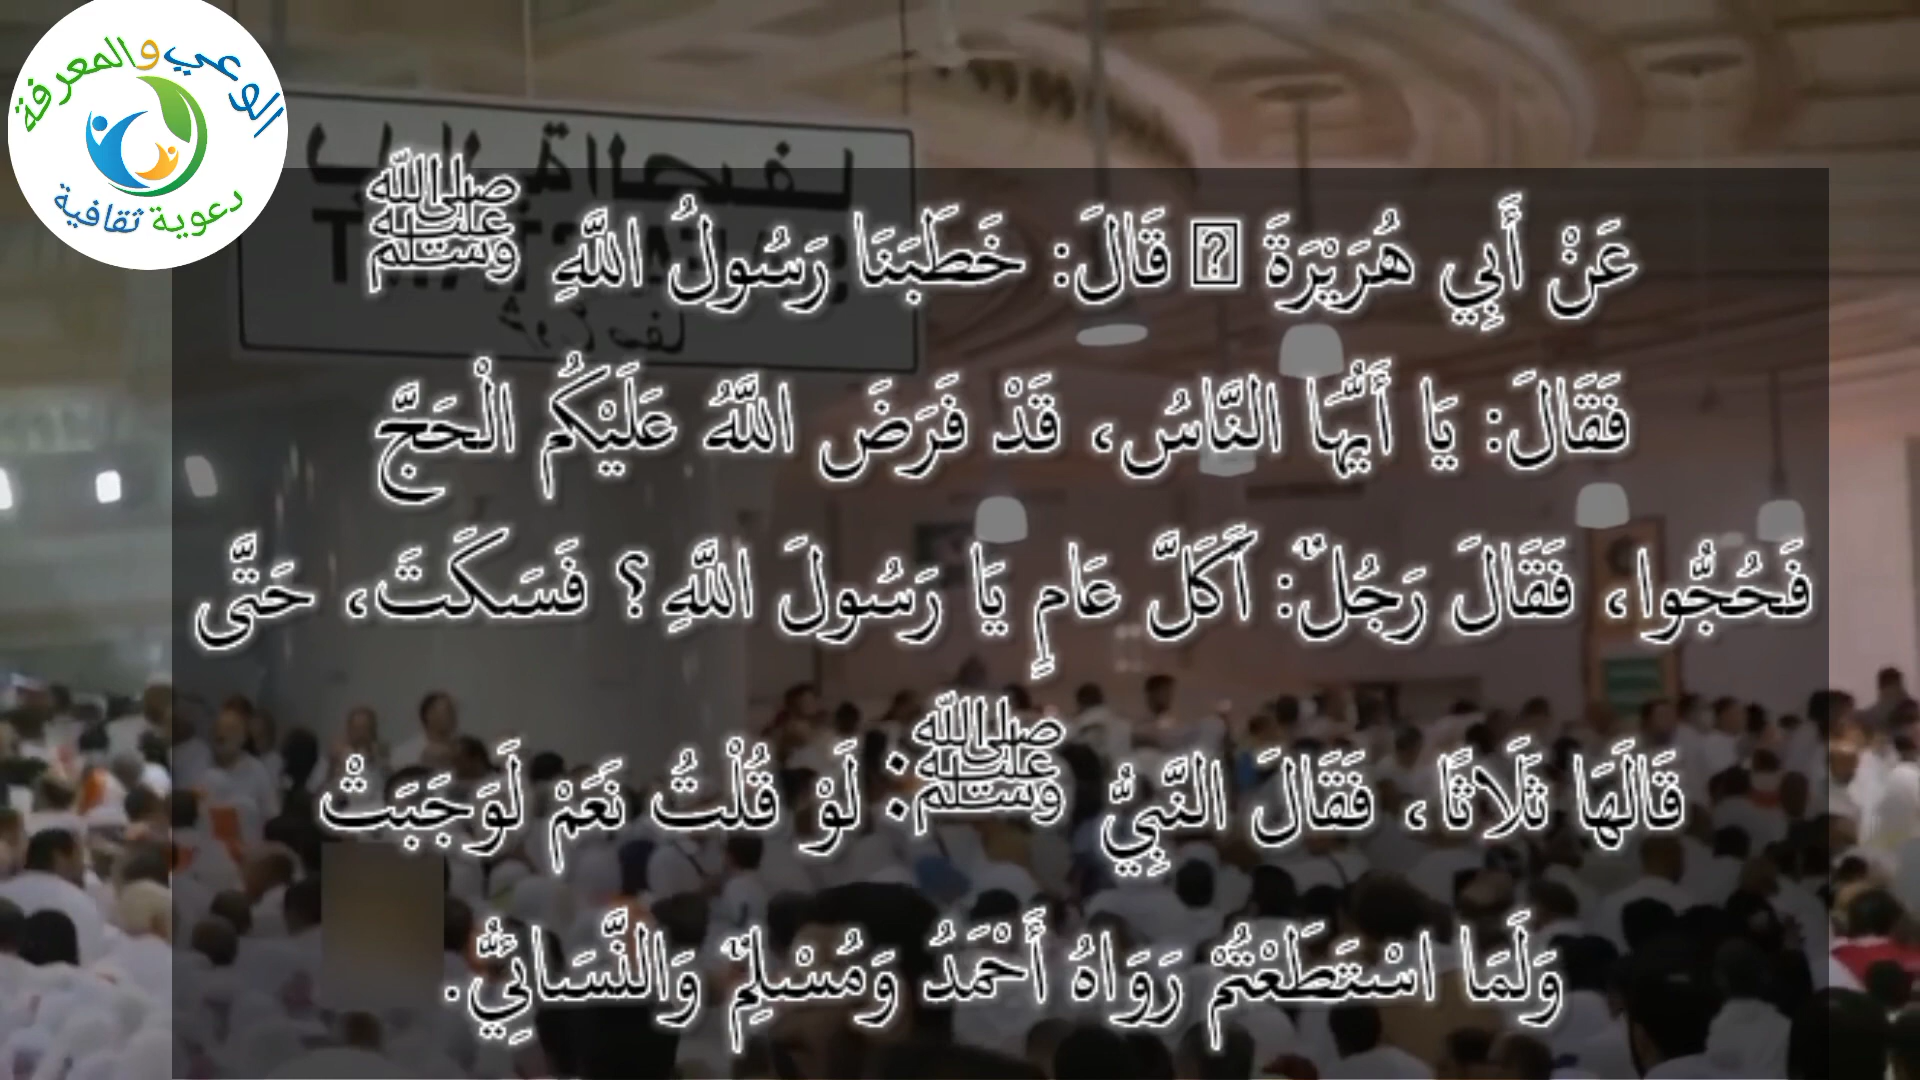 الوعي والمعرفة
دعوية ثقافية
عَنْ أَبِي هُرَيْرَةَ قَالَ: خَطَبَنَا رَسُولُ اللَّهِ ﷺ
فَقَالَ: يَا أَيُّهَا النَّاسُ، قَدْ فَرَضَ اللَّهُ عَلَيْكُم الْحَجَّ
فَحُجُّوا، فَقَالَ رَجُلٌ: أَكَلَّ عَامٍ يَا رَسُولَ اللَّهِ؟ فَسَكَتَ، حَتَّى
قَالَهَا ثَلَاثًا، فَقَالَ النَّبِيُّ ﷺ: لَوْ قُلْتُ نَعَمْ لَوَجَبَتْ
وَلَمَا اسْتَطَعْتُمْ رَوَاهُ أَحْمَدُ وَمُسْلِمٌ وَالنَّسَائِيُّ.